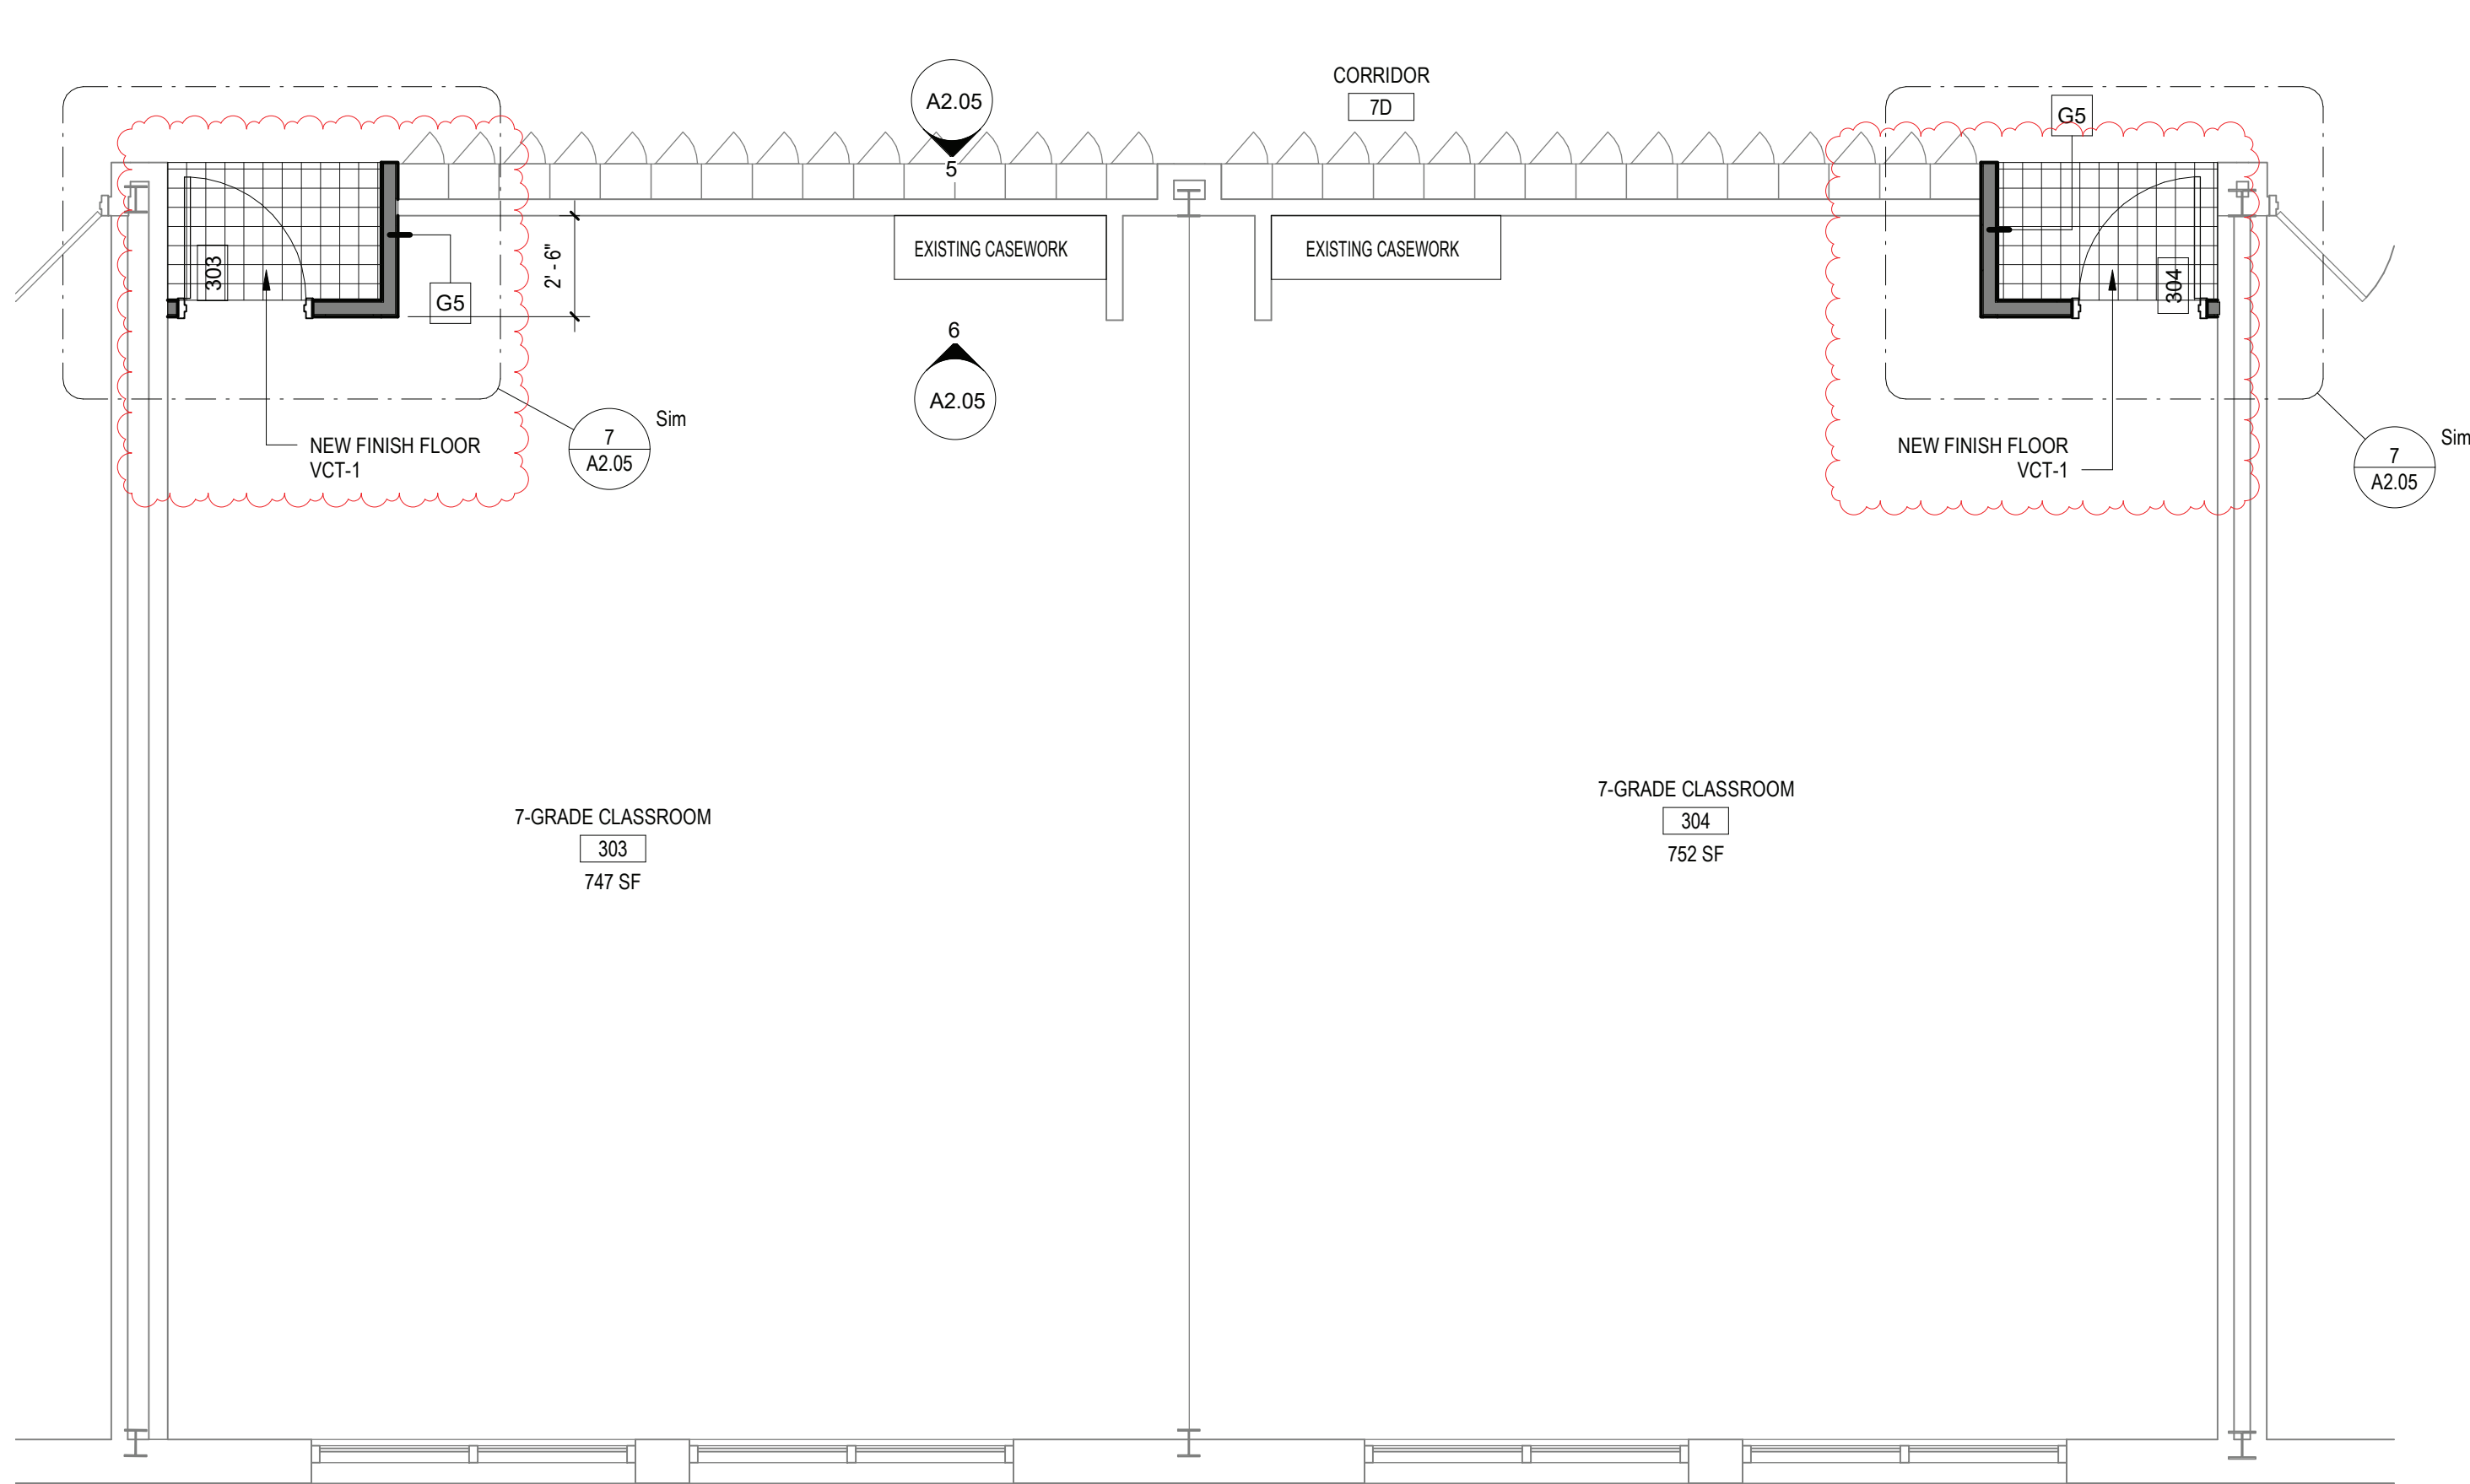 CORRIDOR
7D
A2.05
5
G5
G5
303
304
2' - 6"
EXISTING CASEWORK
EXISTING CASEWORK
6
A2.05
Sim
7
A2.05
Sim
7
A2.05
NEW FINISH FLOOR
VCT-1
NEW FINISH FLOOR
VCT-1
7-GRADE CLASSROOM
303
747 SF
7-GRADE CLASSROOM
304
752 SF